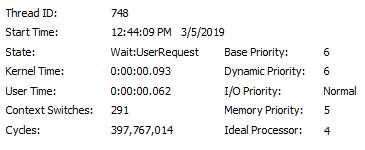 Thread ID: 748
Start Time: 12:44:09 PM 3/5/2019
State: Wait:UserRequest Base Priority: 6
Kernel Time: 0:00:00.093 Dynamic Priority: 6
User Time: 0:00:00.062 I/O Priority: Normal
Context Switches: 291 Memory Priority: 5
Cycles: 397,767,014 Ideal Processor: 4